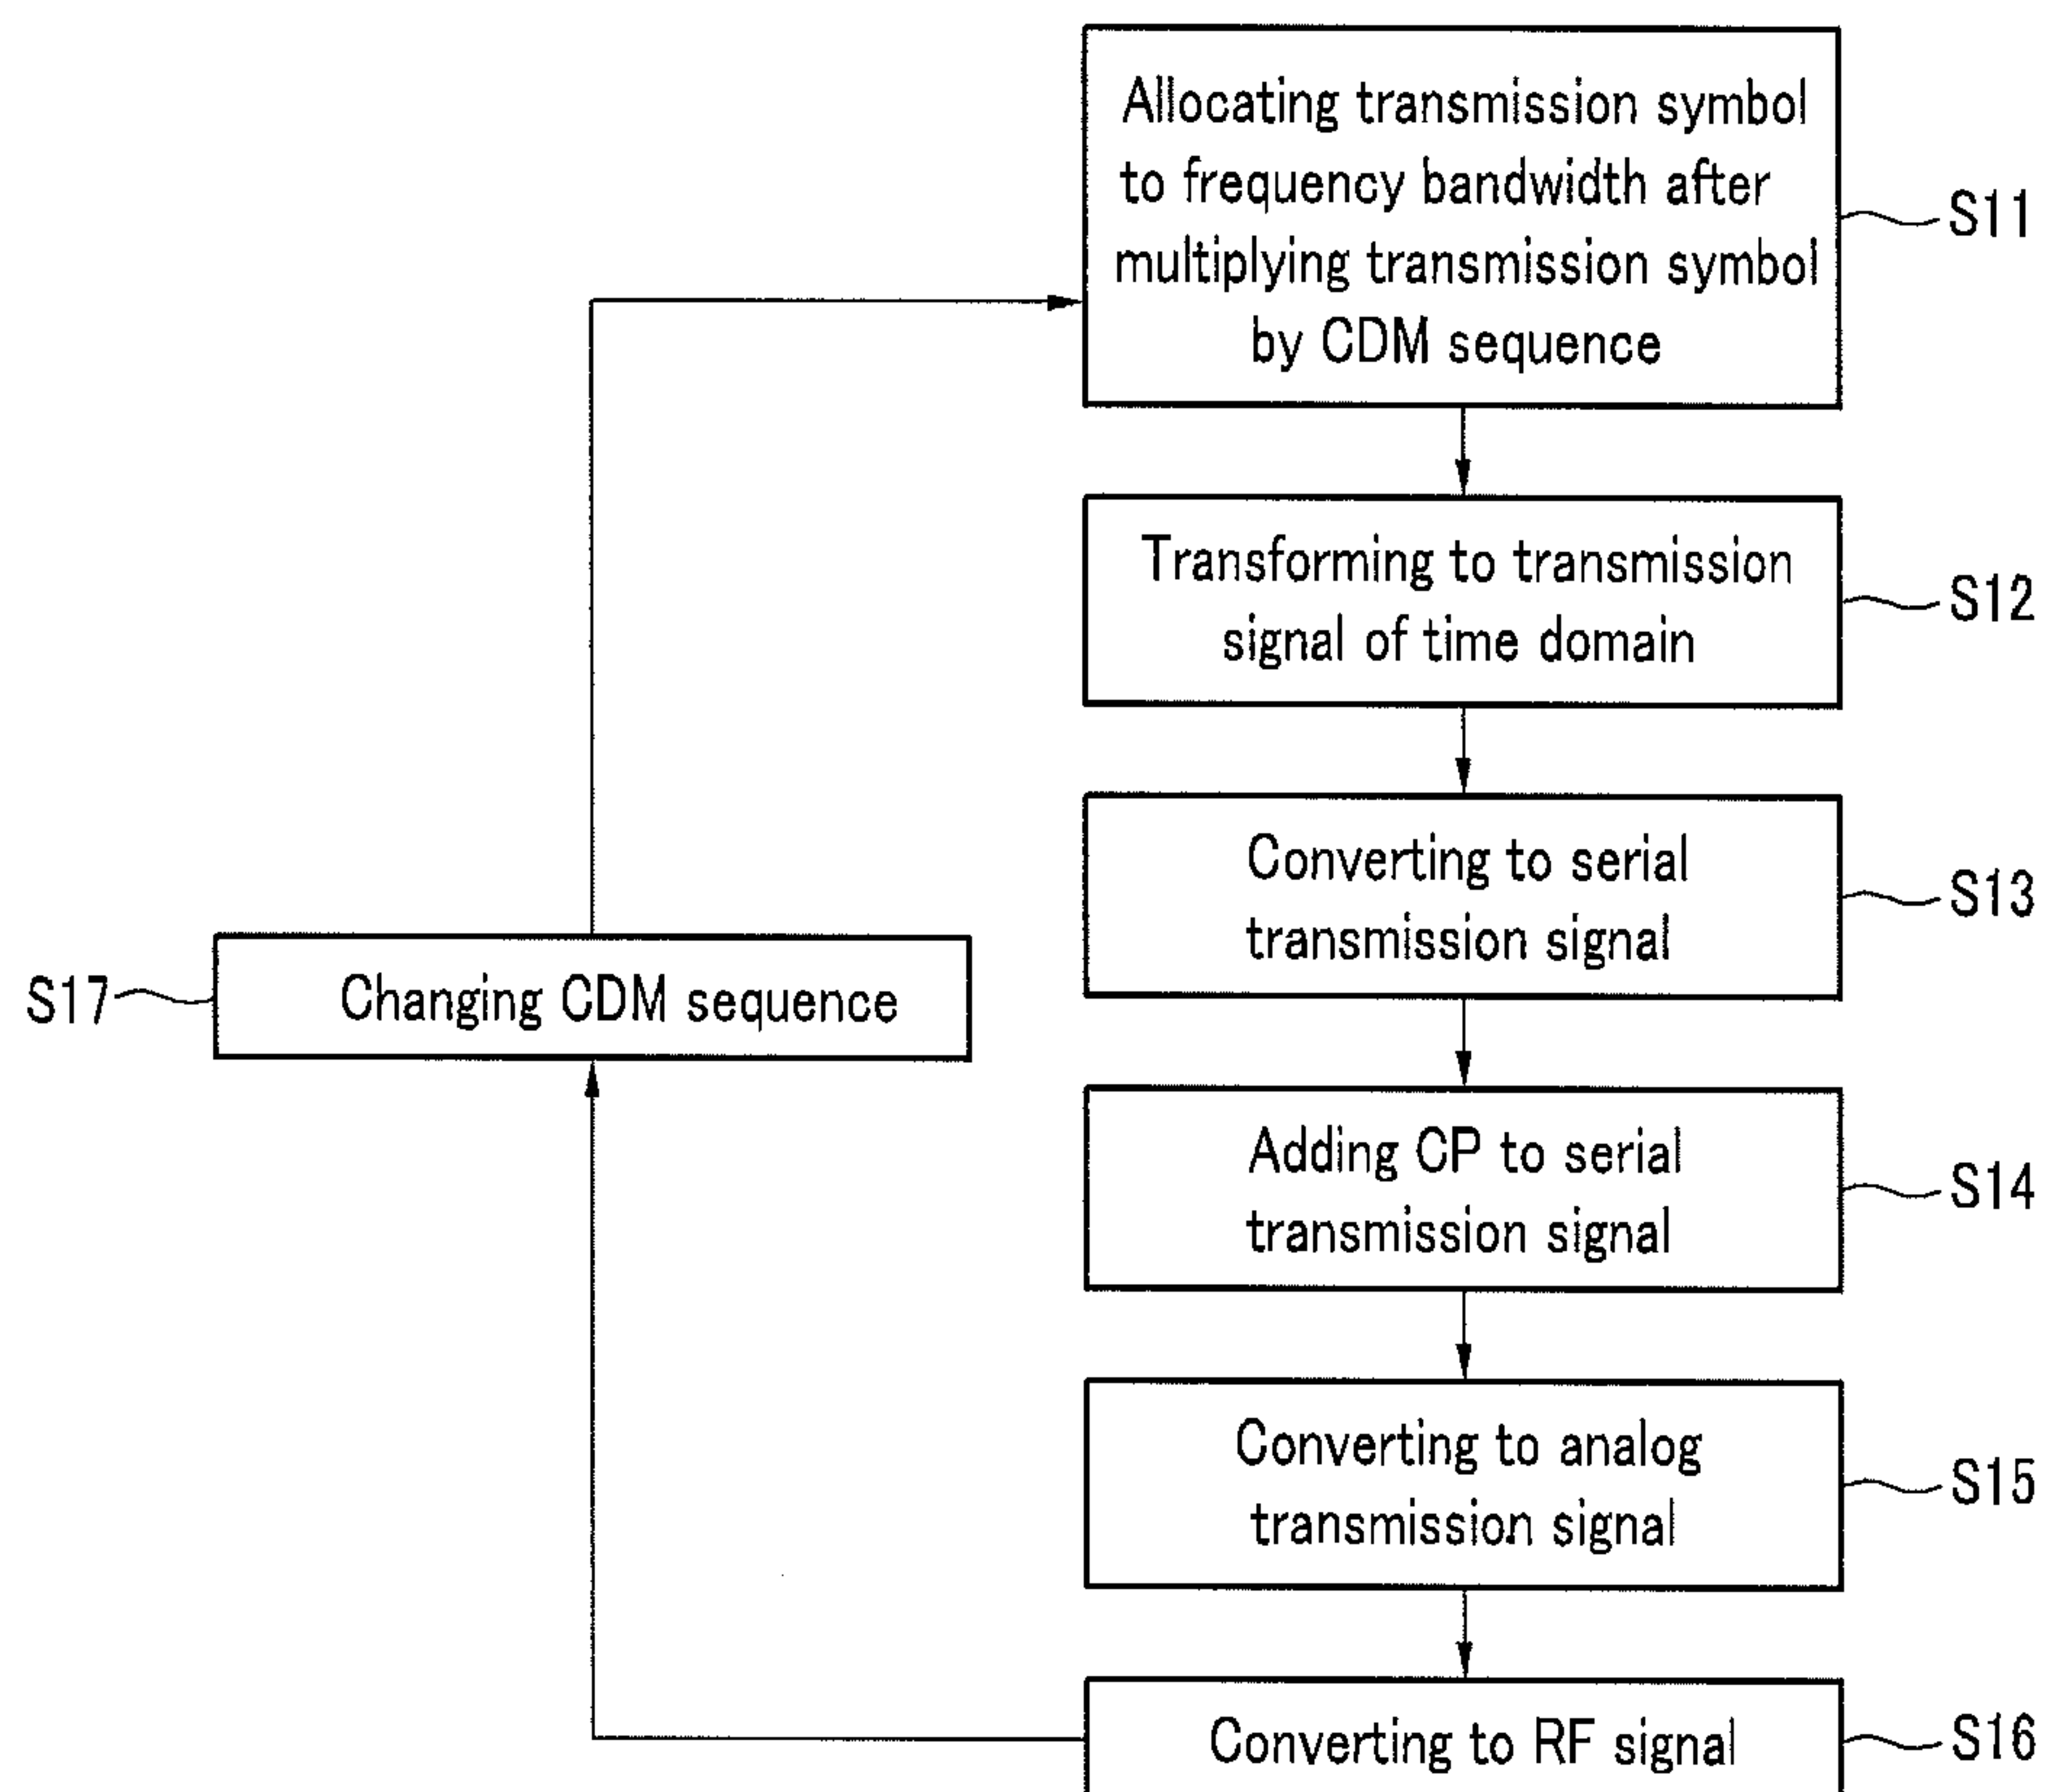 Allocating transmission symbol
to frequency bandwidth after
multiplying transmission symbol
by CDM sequence
S11
Transforming to transmission
signal of time domain
S12
Converting to serial
transmission signal
S13
S17
Changing CDM sequence
Adding CP to serial
transmission signal
S14
Converting to analog
transmission signal
S15
Converting to RF signal
S16